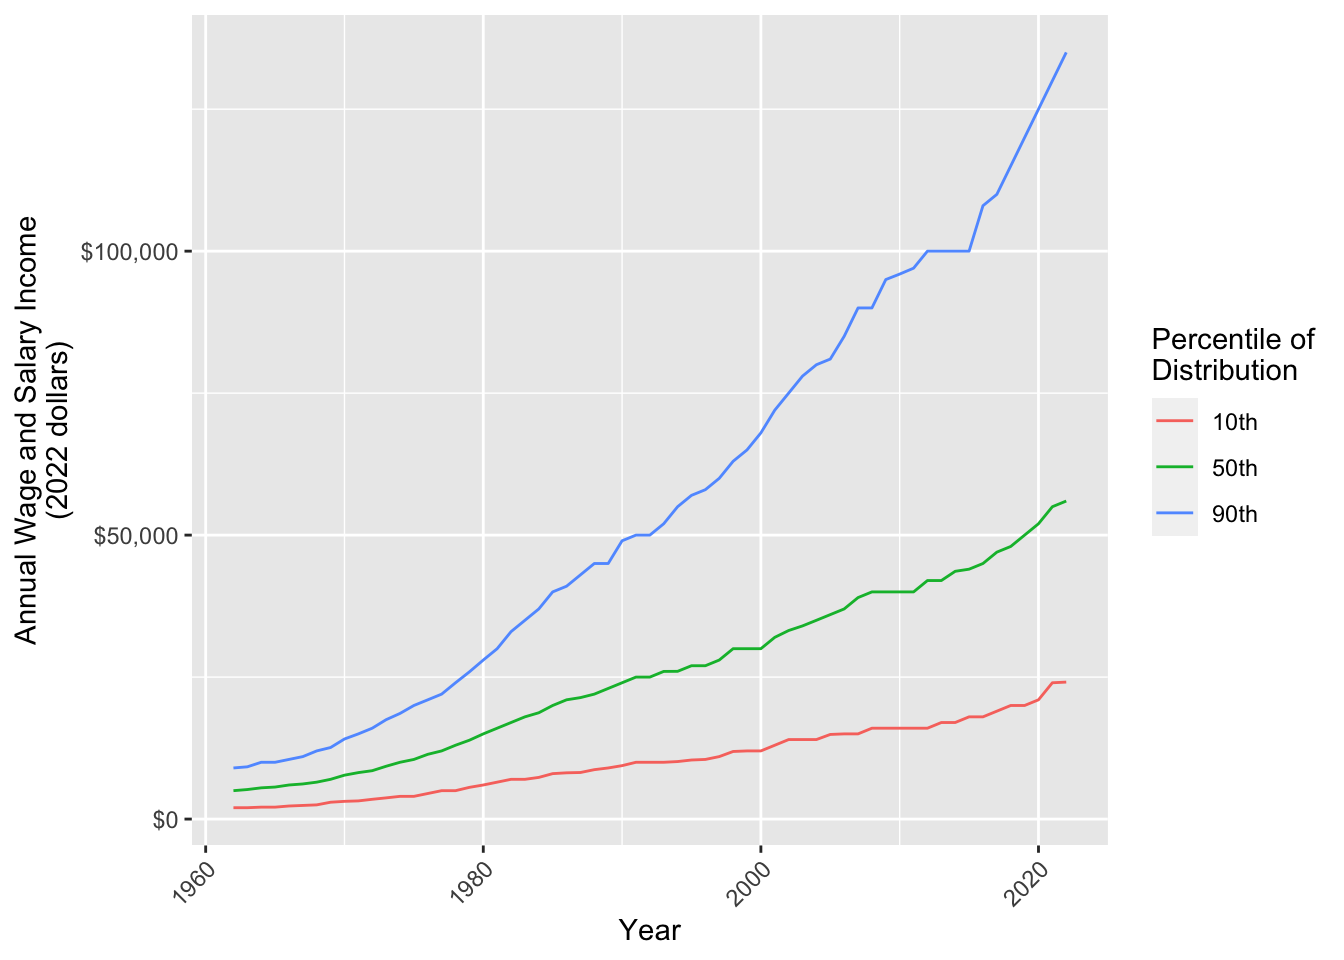 Annual Wage and Salary Income
(2022 dollars)
$100,000
$50,000
$0
1960
1980
2000
2020
Year
Percentile of
Distribution
10th
50th
90th